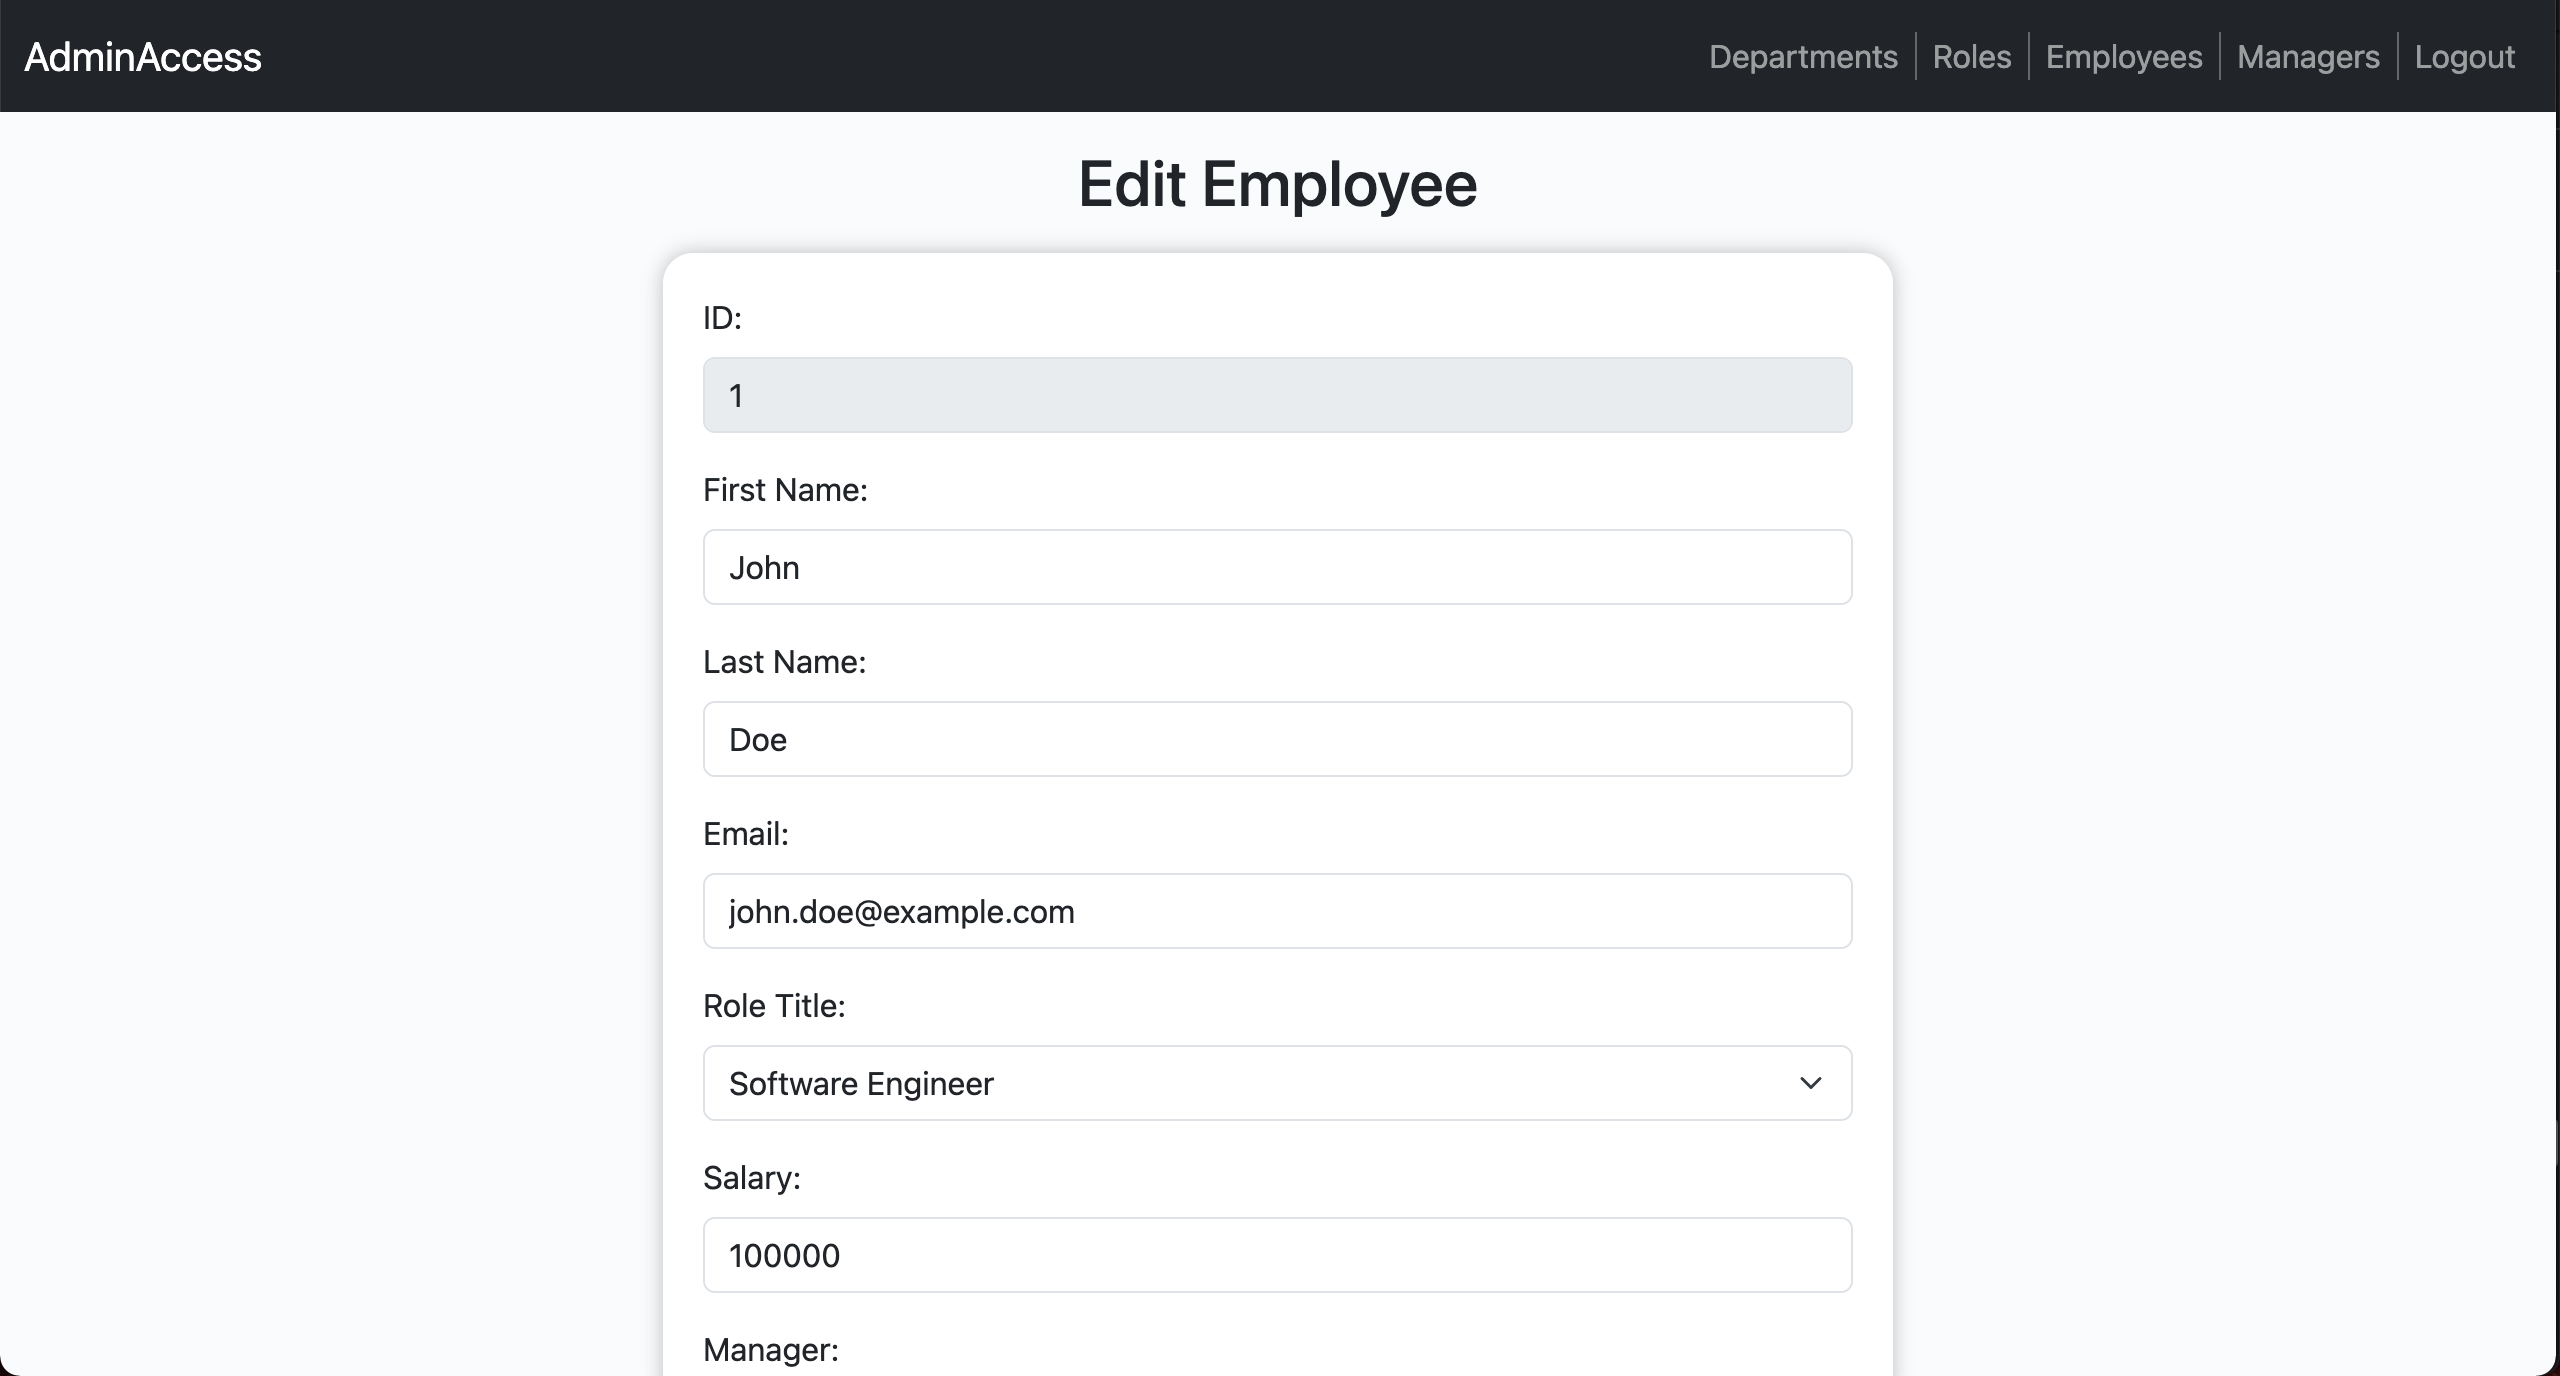 AdminAccess
Departments Roles Employees Managers Logout
Edit Employee
ID:
1
First Name:
John
Last Name:
Doe
Email:
john.doe@example.com
Role Title:
Software Engineer
Salary:
100000
Manager: